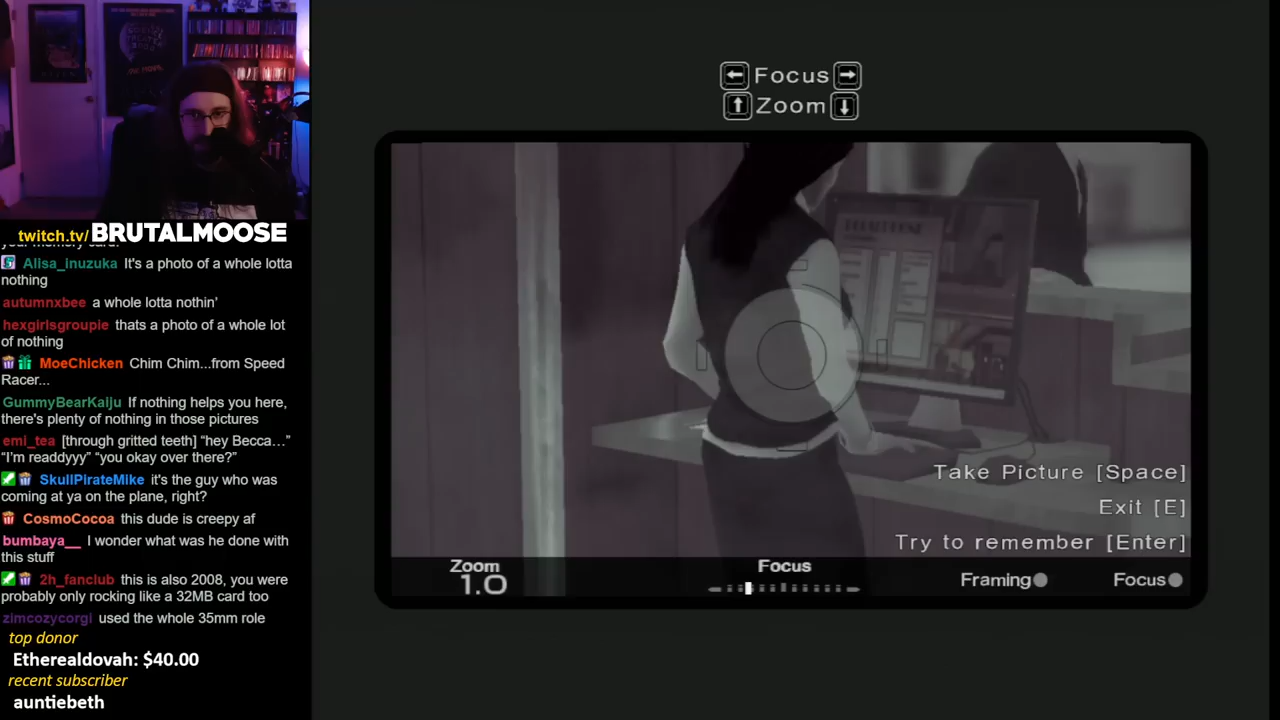 twitch.tv/BRUTALMOOSE
your memory card.
Alisa_inuzuka It's a photo of a whole lotta
nothing
autumnxbee a whole lotta nothin'
hexgirlsgroupie thats a photo of a whole lot
of nothing
MoeChicken Chim Chim...from Speed
Racer...
GummyBearKaiju If nothing helps you here,
there's plenty of nothing in those pictures
emi_tea [through gritted teeth] “hey Becca…”
“I’m readdyyy” “you okay over there?”
SkullPirateMike it's the guy who was
coming at ya on the plane, right?
CosmoCocoa this dude is creepy af
bumbaya__ I wonder what was he done with
this stuff
2h_fanclub this is also 2008, you were
probably only rocking like a 32MB card too
zimcozycorgi used the whole 35mm role
top donor
Etherealdovah: $40.00
recent subscriber
auntiebeth
Focus
Zoom
Take Picture [Space]
Exit [E]
Try to remember [Enter]
Zoom
1.0
Focus
Framing
Focus